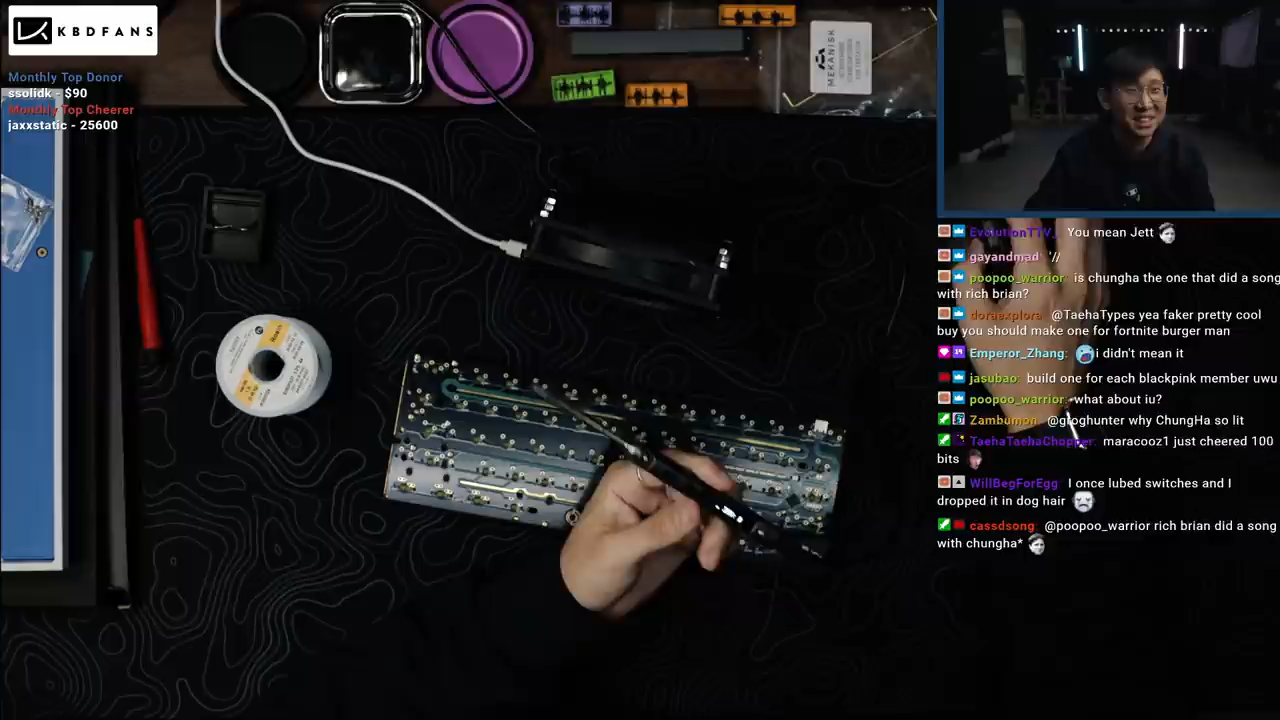 KBDFANS
Monthly Top Donor
ssolidk - $90
Monthly Top Cheerer
jaxxstatic - 25600
MEKANISK
EvolutionTTV_: You mean Jett
gayandmad: '//
poopoo_warrior: is chungha the one that did a song
with rich brian?
doraexplora: @TaehaTypes yea faker pretty cool
buy you should make one for fortnite burger man
Emperor_Zhang: i didn't mean it
jasubao: build one for each blackpink member uwu
poopoo_warrior: what about iu?
Zambumon: @groghunter why ChungHa so lit
TaehaTaehaChopper: maracooz1 just cheered 100
bits
WillBegForEgg: I once lubed switches and I
dropped it in dog hair
cassdsong: @poopoo_warrior rich brian did a song
with chungha*